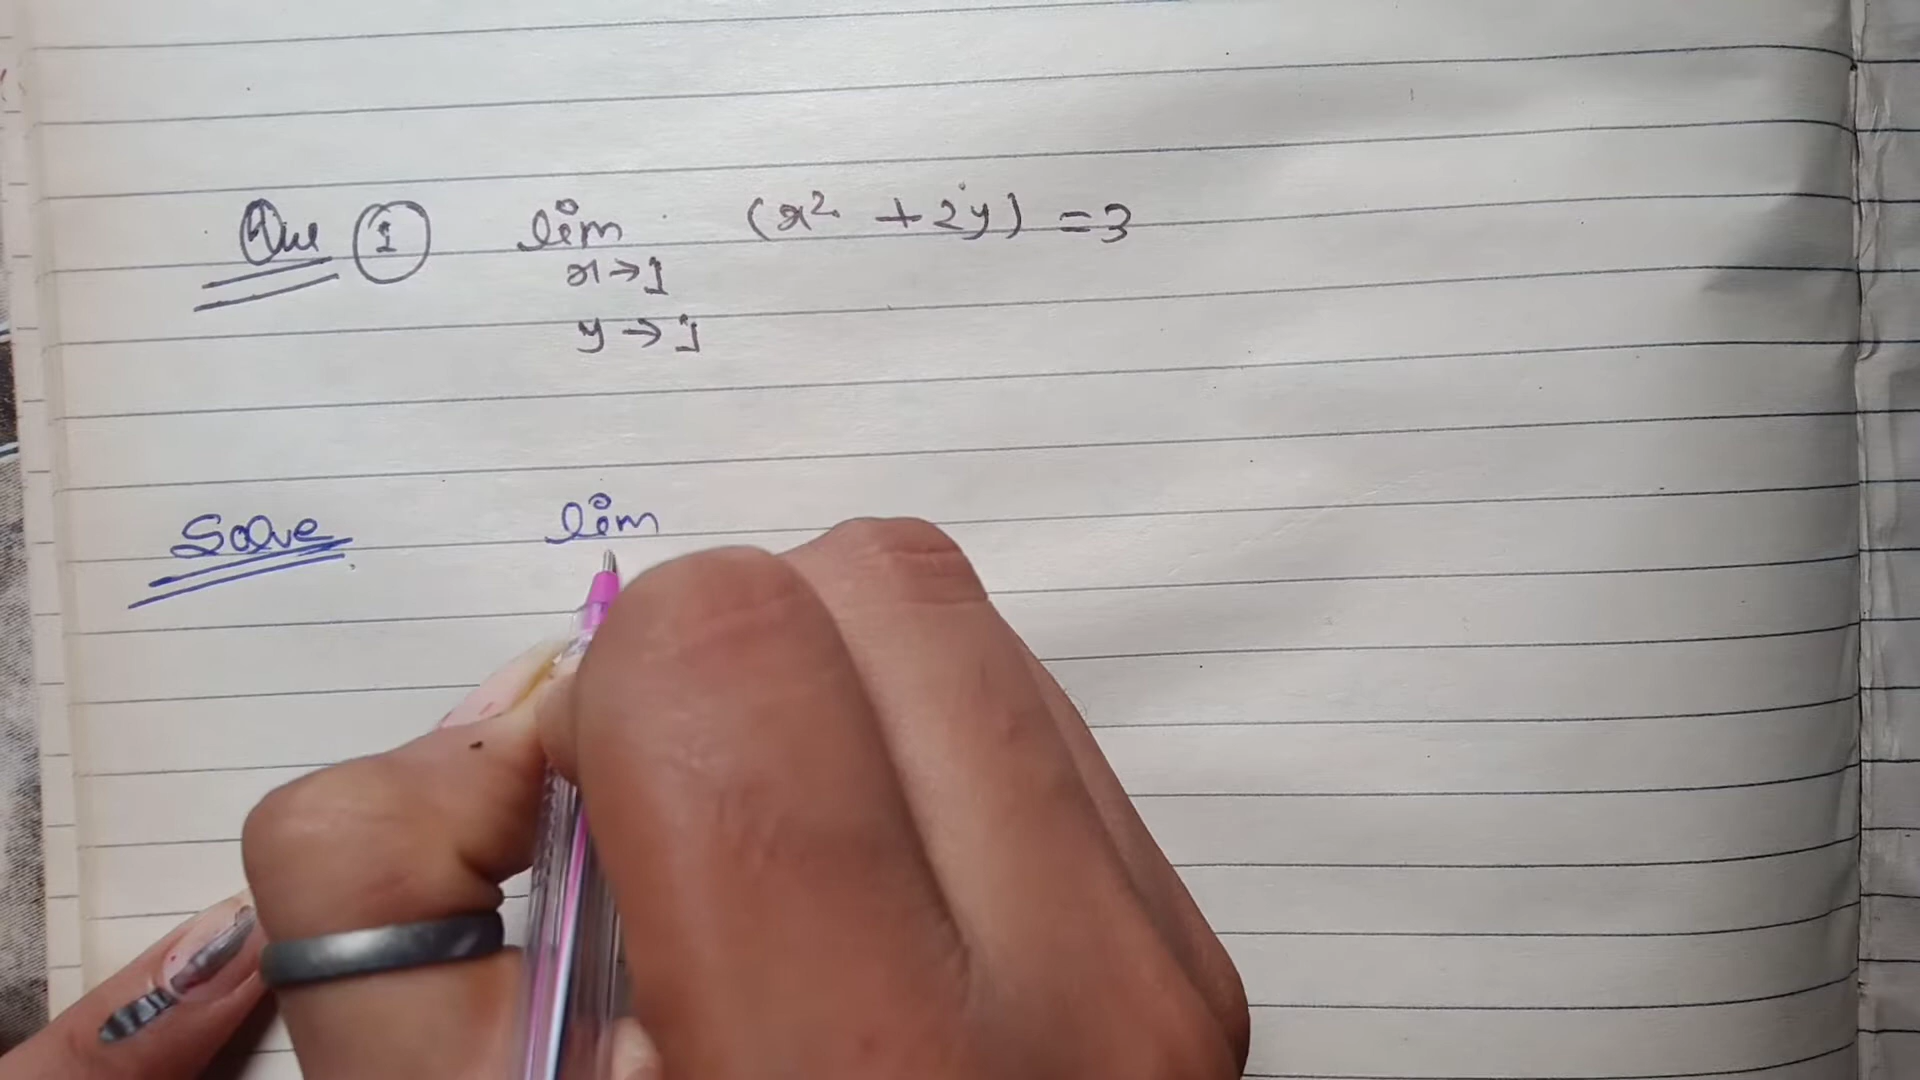 Que 1 lim (x² + 2y) = 3
x→1
y→1
Solve lim